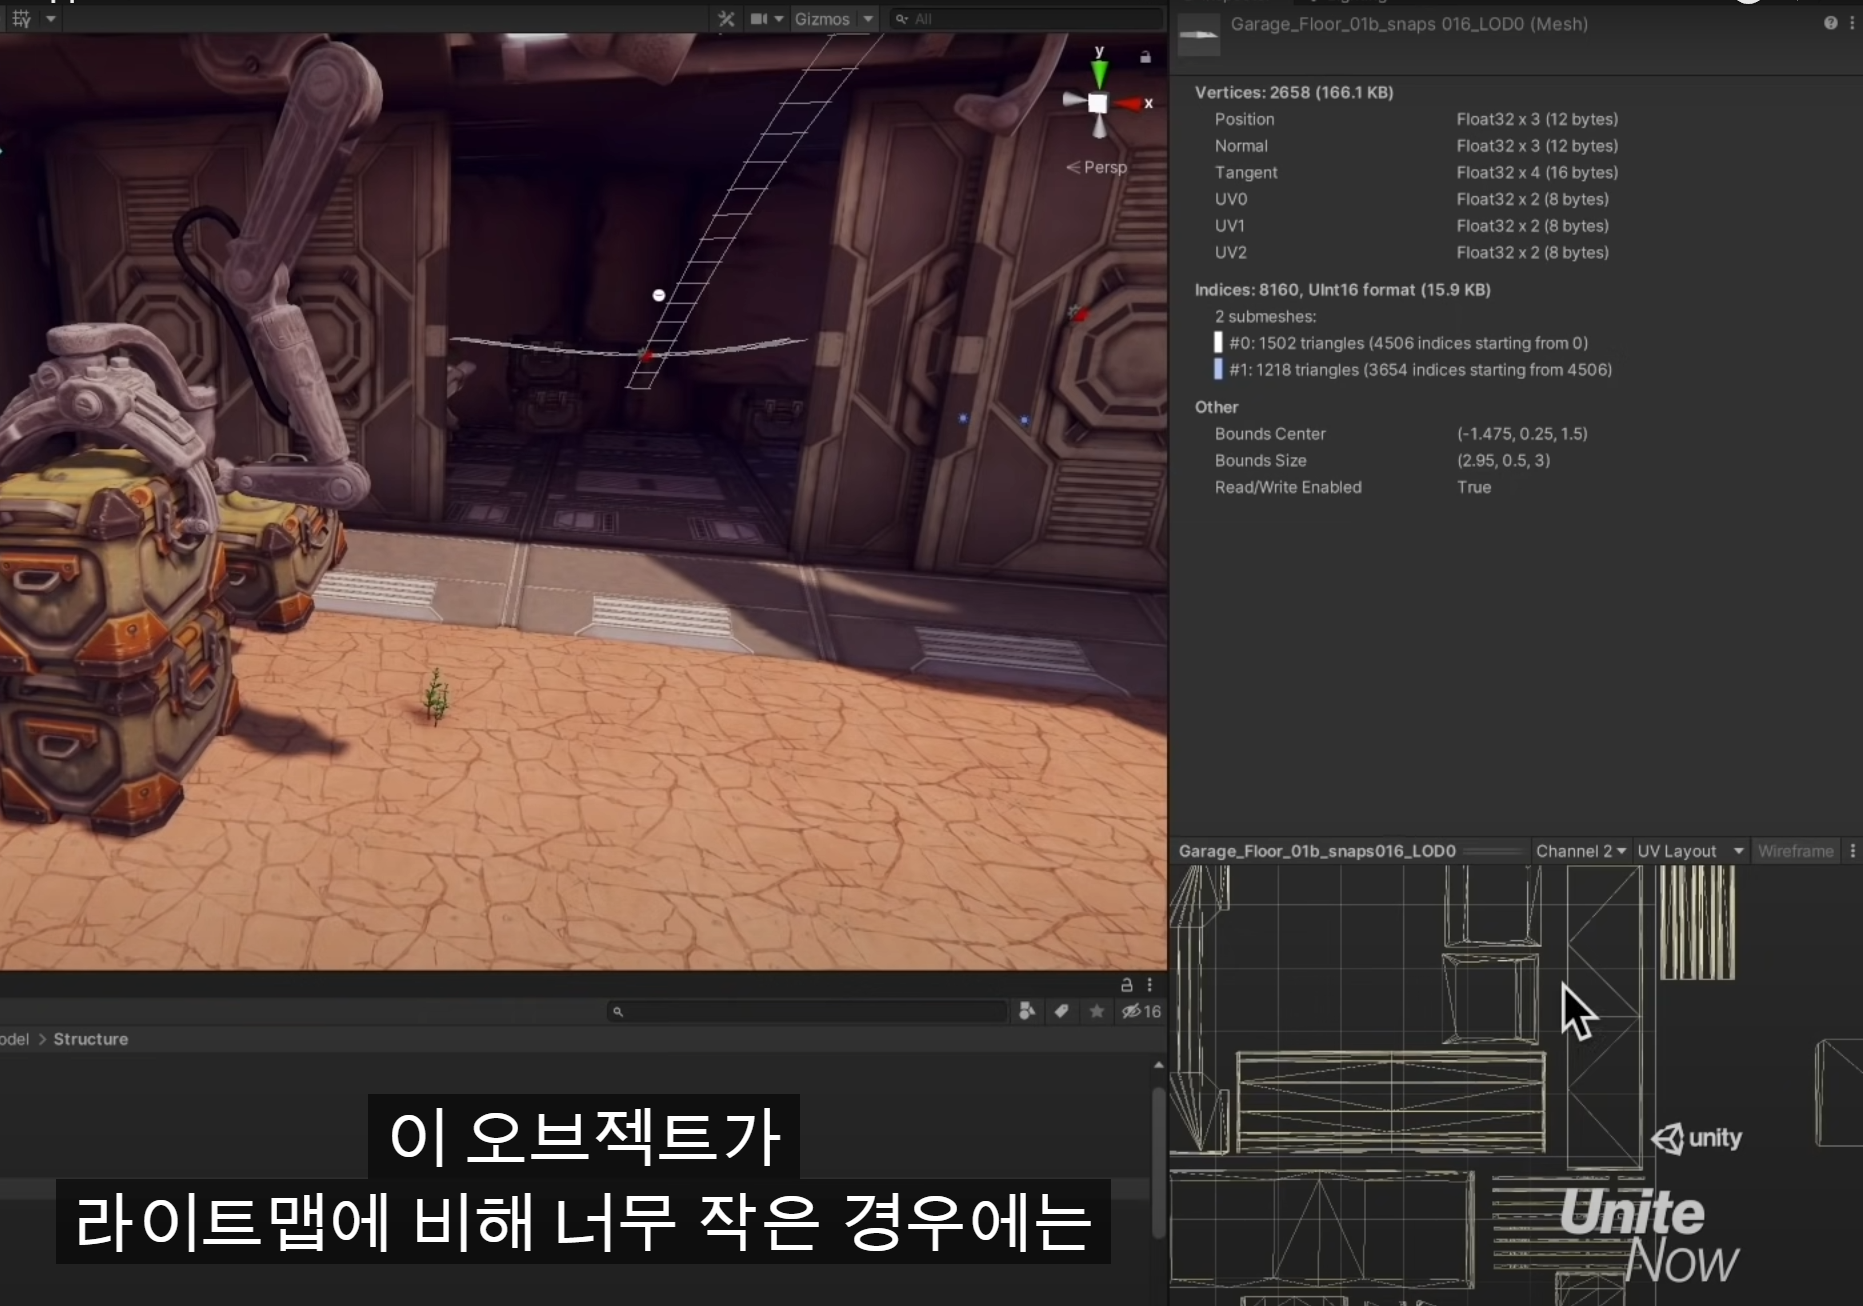 Gizmos
All
y
x
Persp
Garage_Floor_01b_snaps 016_LOD0 (Mesh)
Vertices: 2658 (166.1 KB)
Position Float32 x 3 (12 bytes)
Normal Float32 x 3 (12 bytes)
Tangent Float32 x 4 (16 bytes)
UV0 Float32 x 2 (8 bytes)
UV1 Float32 x 2 (8 bytes)
UV2 Float32 x 2 (8 bytes)
Indices: 8160, UInt16 format (15.9 KB)
2 submeshes:
#0: 1502 triangles (4506 indices starting from 0)
#1: 1218 triangles (3654 indices starting from 4506)
Other
Bounds Center (-1.475, 0.25, 1.5)
Bounds Size (2.95, 0.5, 3)
Read/Write Enabled True
Garage_Floor_01b_snaps016_LOD0 Channel 2 UV Layout Wireframe
16
odel > Structure
이 오브젝트가
라이트맵에 비해 너무 작은 경우에는
unity
Unite
Now